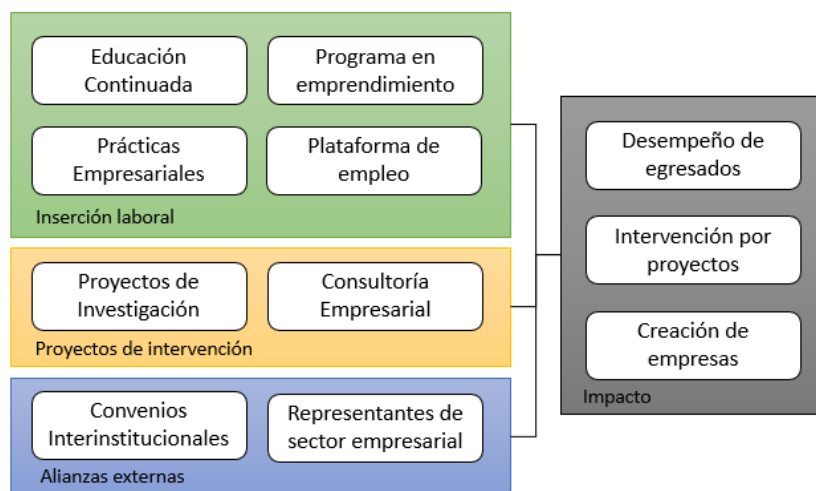 Educación
Continuada
Programa en
emprendimiento
Prácticas
Empresariales
Plataforma de
empleo
Inserción laboral
Proyectos de
Investigación
Consultoría
Empresarial
Proyectos de intervención
Convenios
Interinstitucionales
Representantes de
sector empresarial
Alianzas externas
Desempeño de
egresados
Intervención por
proyectos
Creación de
empresas
Impacto